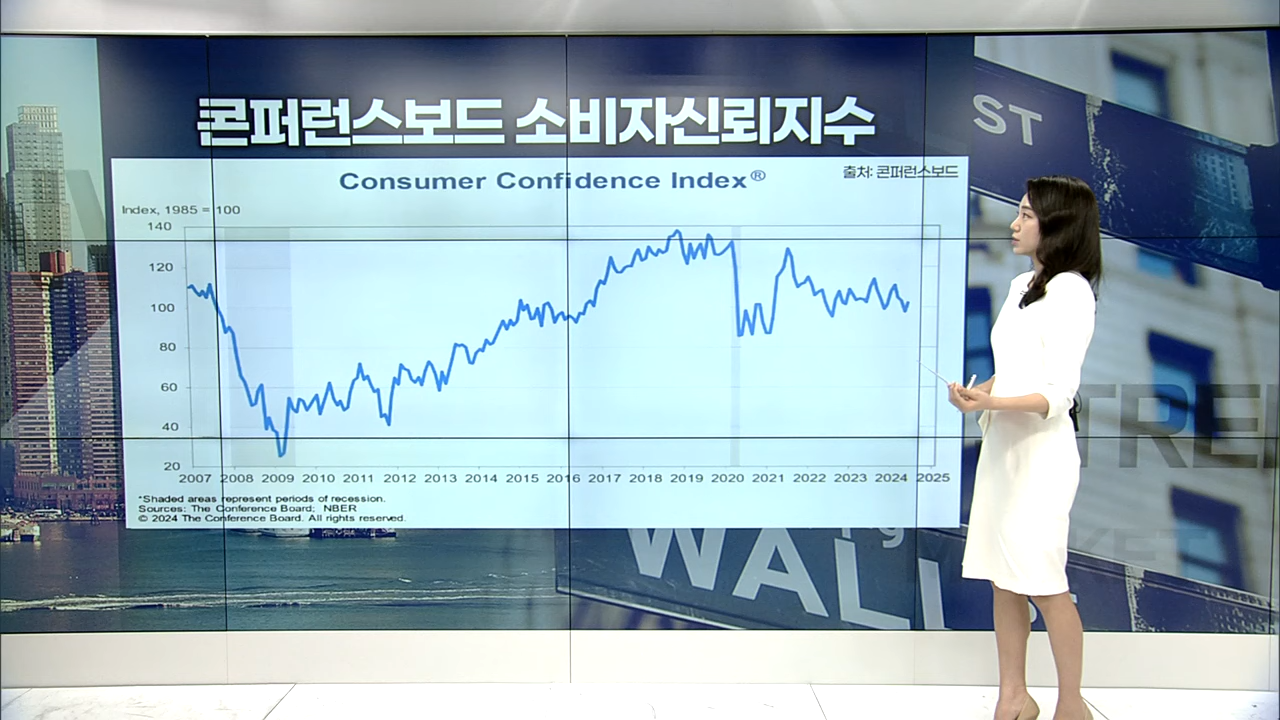 콘퍼런스보드 소비자신뢰지수
Consumer Confidence Index®
출처: 콘퍼런스보드
Index, 1985 = 100
140
120
100
80
60
40
20
2007 2008 2009 2010 2011 2012 2013 2014 2015 2016 2017 2018 2019 2020 2021 2022 2023 2024 2025
*Shaded areas represent periods of recession.
Sources: The Conference Board; NBER
© 2024 The Conference Board. All rights reserved.
ST
TRE
WALL